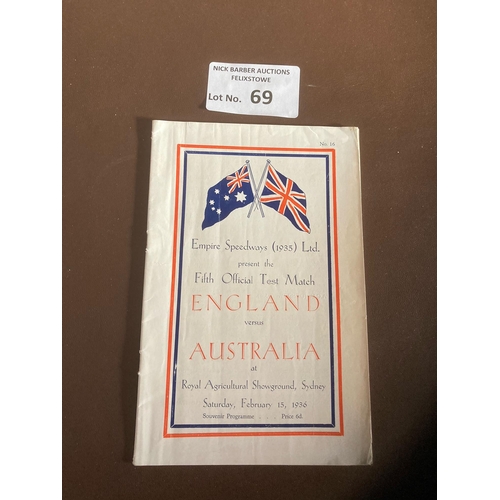 NICK BARBER AUCTIONS
FELIXSTOWE
Lot No. 69
No. 16
Empire Speedways (1935) Ltd.
present the
Fifth Official Test Match
ENGLAND
versus
AUSTRALIA
at
Royal Agricultural Showground, Sydney
Saturday, February 15, 1936
Souvenir Programme . . . Price 6d.